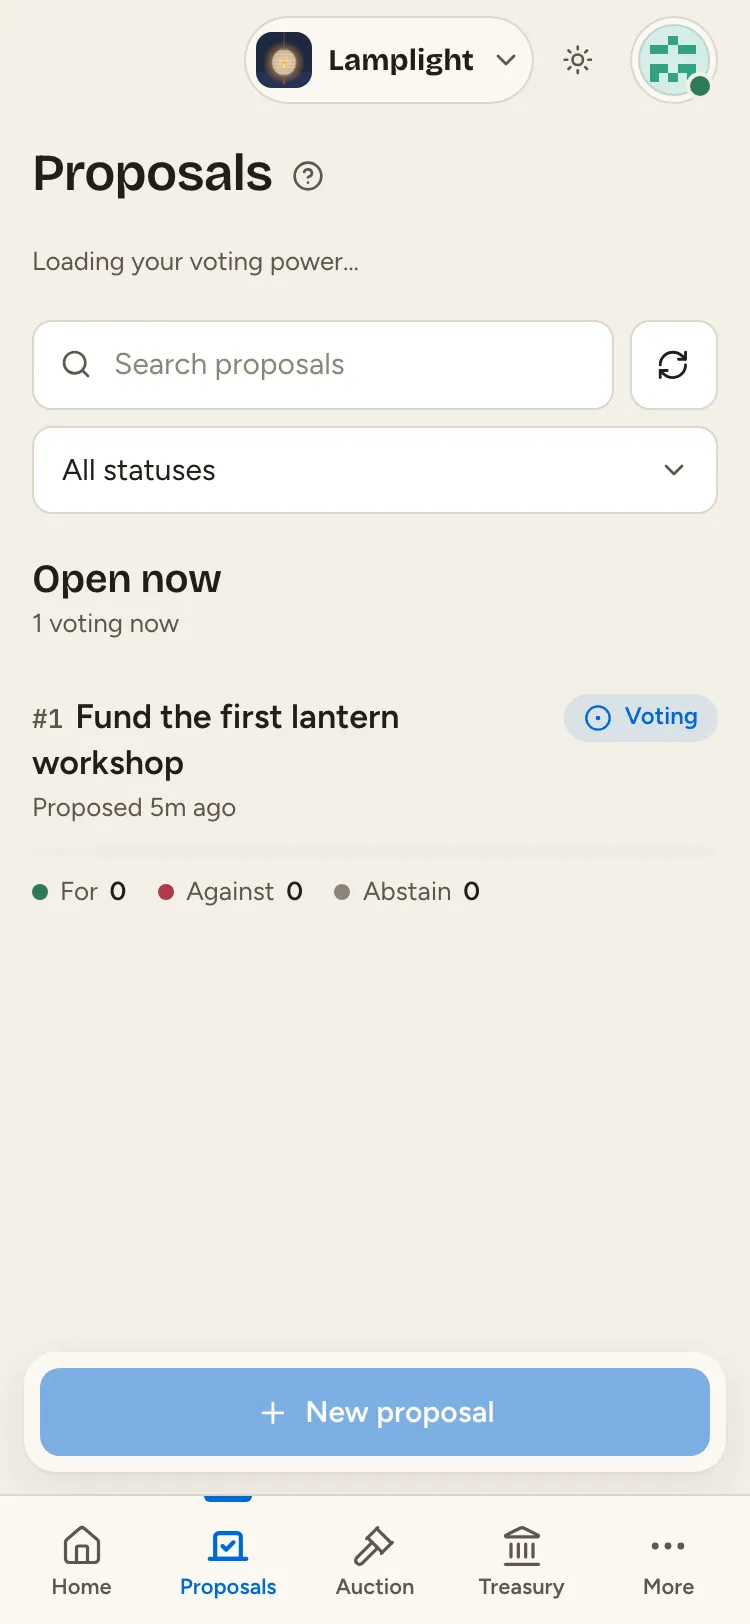 Lamplight
Proposals
Loading your voting power...
Search proposals
All statuses
Open now
1 voting now
#1 Fund the first lantern
workshop
Voting
Proposed 5m ago
For 0 Against 0 Abstain 0
+ New proposal
Home Proposals Auction Treasury More